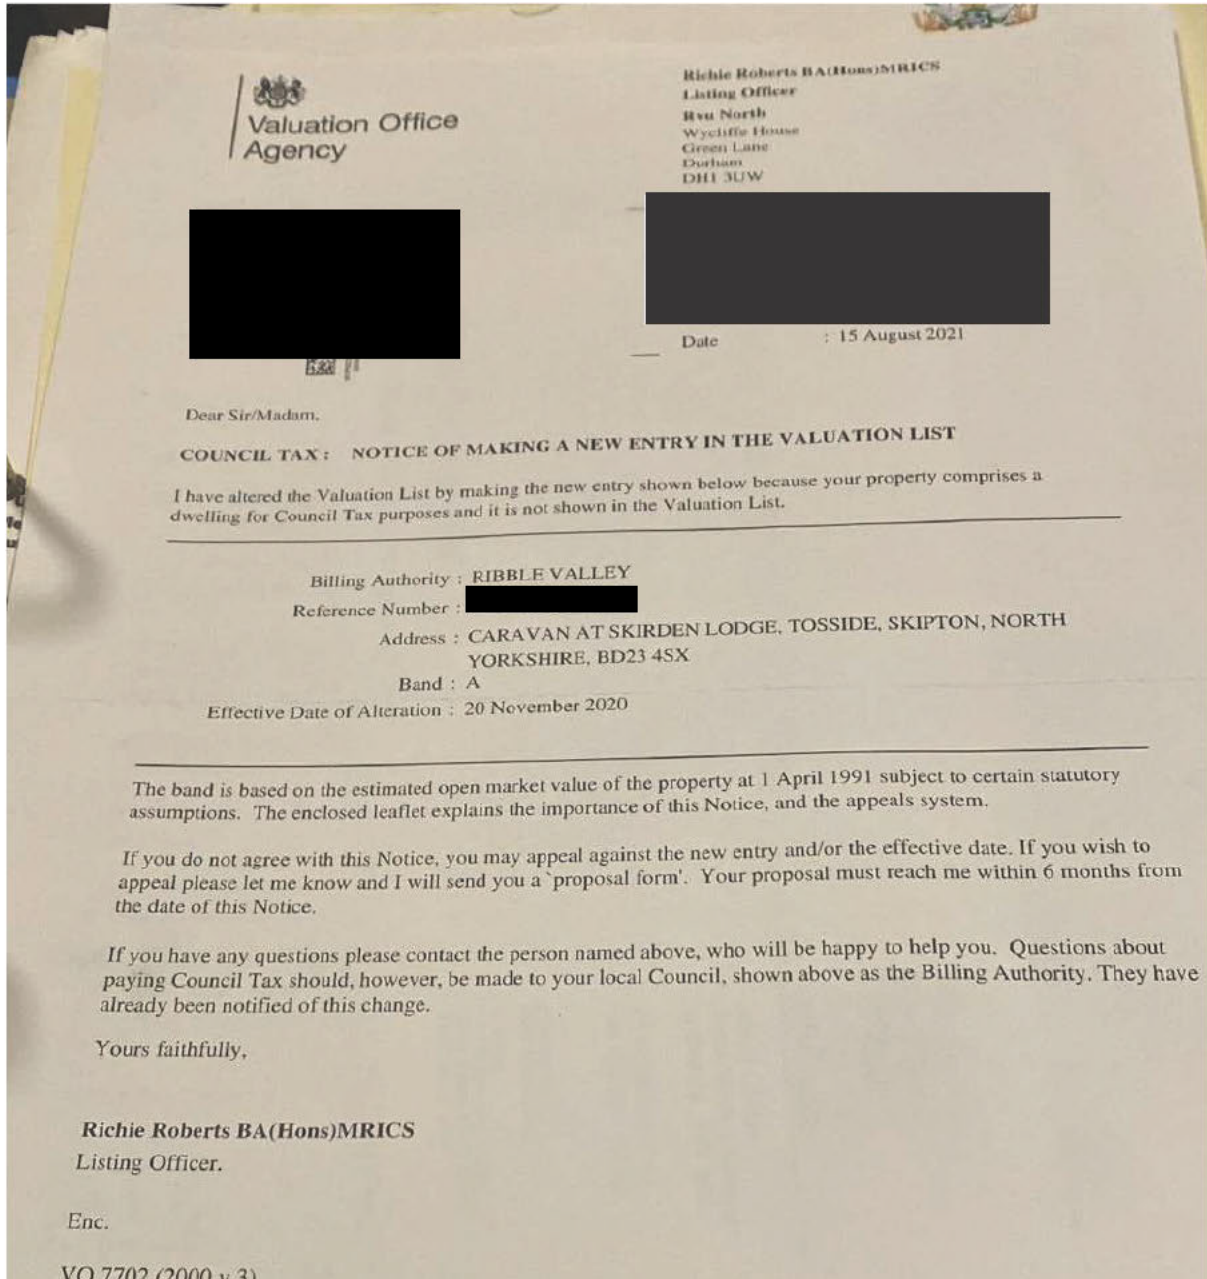 Valuation Office
Agency
Richie Roberts BA(Hons)MRICS
Listing Officer
Rvu North
Wycliffe House
Green Lane
Durham
DH1 3UW
Date : 15 August 2021
Dear Sir/Madam,
COUNCIL TAX : NOTICE OF MAKING A NEW ENTRY IN THE VALUATION LIST
I have altered the Valuation List by making the new entry shown below because your property comprises a
dwelling for Council Tax purposes and it is not shown in the Valuation List.
Billing Authority : RIBBLE VALLEY
Reference Number :
Address : CARAVAN AT SKIRDEN LODGE, TOSSIDE, SKIPTON, NORTH
YORKSHIRE, BD23 4SX
Band : A
Effective Date of Alteration : 20 November 2020
The band is based on the estimated open market value of the property at 1 April 1991 subject to certain statutory
assumptions. The enclosed leaflet explains the importance of this Notice, and the appeals system.
If you do not agree with this Notice, you may appeal against the new entry and/or the effective date. If you wish to
appeal please let me know and I will send you a `proposal form'. Your proposal must reach me within 6 months from
the date of this Notice.
If you have any questions please contact the person named above, who will be happy to help you. Questions about
paying Council Tax should, however, be made to your local Council, shown above as the Billing Authority. They have
already been notified of this change.
Yours faithfully,
Richie Roberts BA(Hons)MRICS
Listing Officer.
Enc.
VO 7702 (2000 v 3)